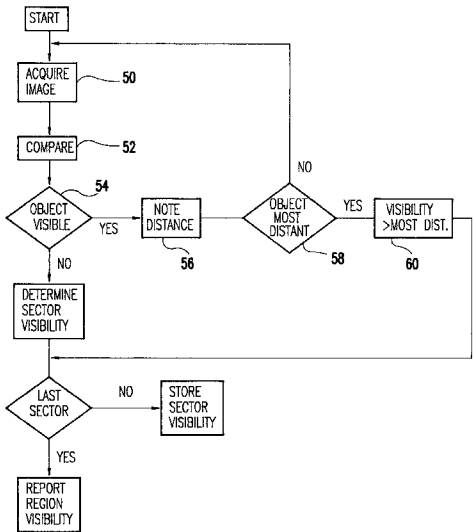 START
ACQUIRE
IMAGE
50
COMPARE
52
54
OBJECT
VISIBLE
YES
NOTE
DISTANCE
56
OBJECT
MOST
DISTANT
58
NO
YES
VISIBILITY
>MOST DIST.
60
NO
DETERMINE
SECTOR
VISIBILITY
LAST
SECTOR
NO
STORE
SECTOR
VISIBILITY
YES
REPORT
REGION
VISIBILITY